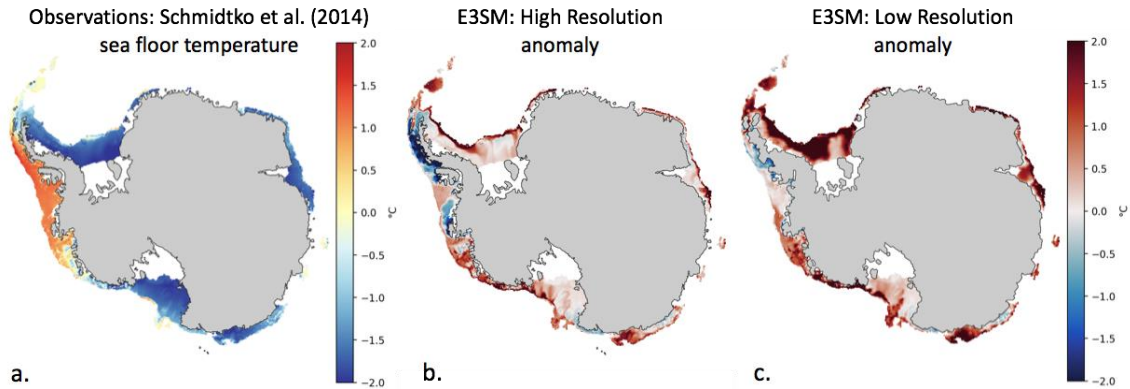 Observations: Schmidtko et al. (2014)
sea floor temperature
E3SM: High Resolution
anomaly
E3SM: Low Resolution
anomaly
2.0
1.5
1.0
0.5
0.0
−0.5
−1.0
−1.5
−2.0
°C
2.0
1.5
1.0
0.5
0.0
−0.5
−1.0
−1.5
−2.0
°C
a.
b.
c.